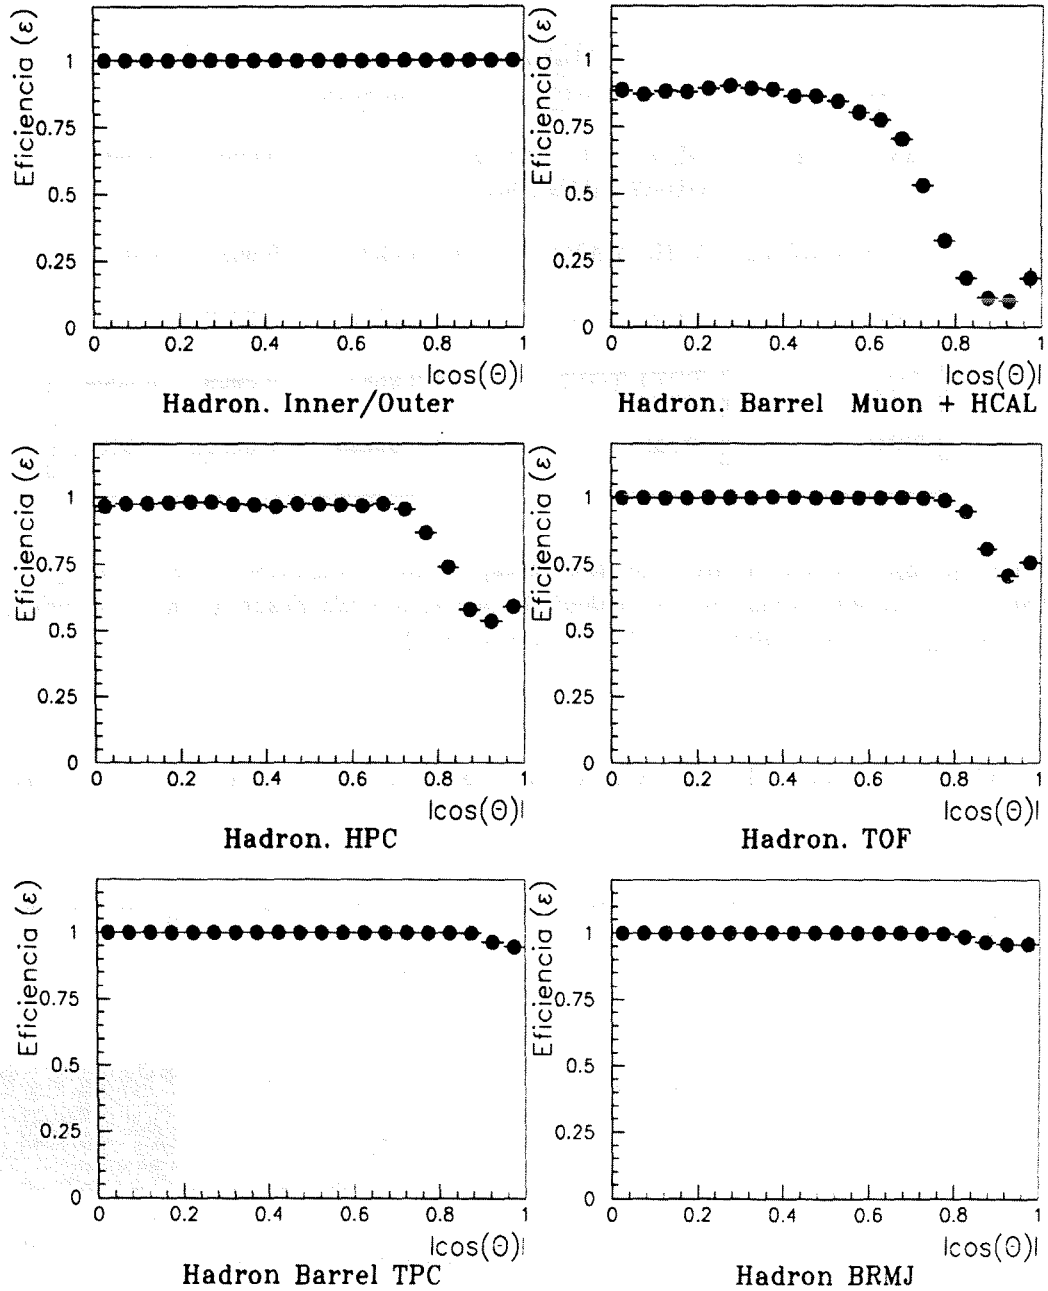 Eficiencia (ε)
1
0.75
0.5
0.25
0
0 0.2 0.4 0.6 0.8 1
|cos(Θ)|
Hadron. Inner/Outer
Eficiencia (ε)
1
0.75
0.5
0.25
0
0 0.2 0.4 0.6 0.8 1
|cos(Θ)|
Hadron. Barrel Muon + HCAL
Eficiencia (ε)
1
0.75
0.5
0.25
0
0 0.2 0.4 0.6 0.8 1
|cos(Θ)|
Hadron. HPC
Eficiencia (ε)
1
0.75
0.5
0.25
0
0 0.2 0.4 0.6 0.8 1
|cos(Θ)|
Hadron. TOF
Eficiencia (ε)
1
0.75
0.5
0.25
0
0 0.2 0.4 0.6 0.8 1
|cos(Θ)|
Hadron Barrel TPC
Eficiencia (ε)
1
0.75
0.5
0.25
0
0 0.2 0.4 0.6 0.8 1
|cos(Θ)|
Hadron BRMJ